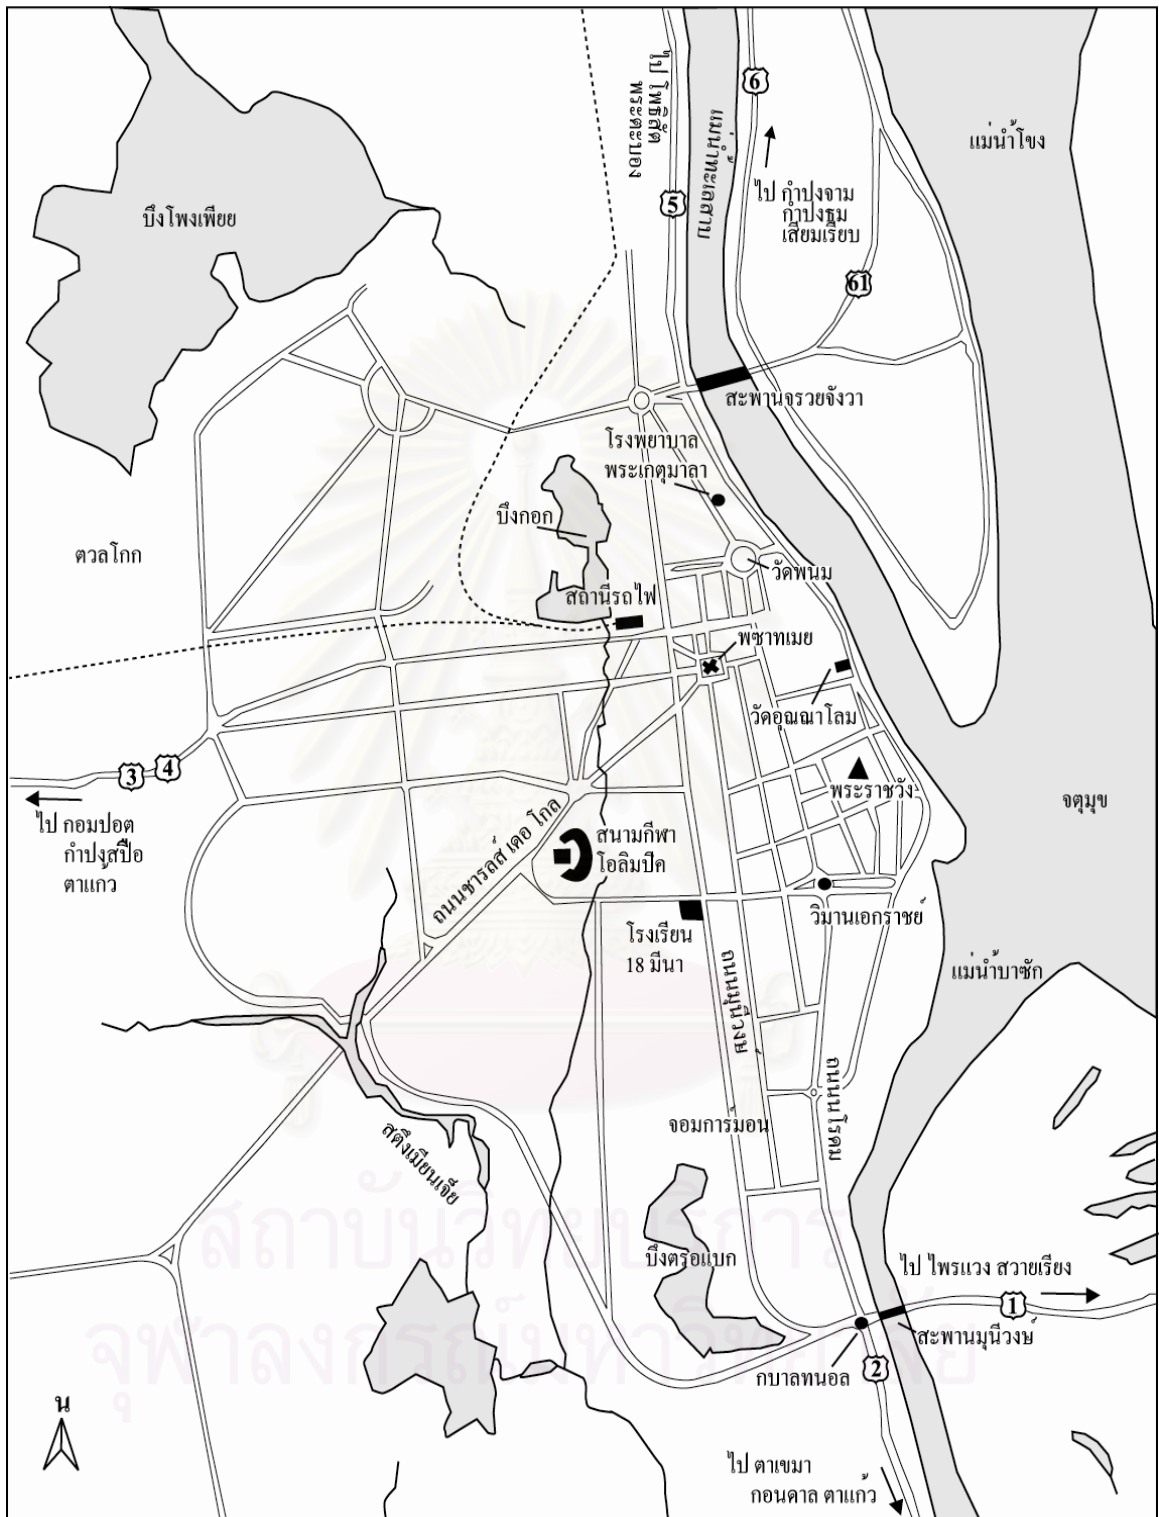 ไป โพธิสัต
พระตะบอง
5
แม่น้ำทะเลสาบ
6
ไป กำปงจาม
กำปงธม
เสียมเรียบ
61
แม่น้ำโขง
บึงโพงเพียย
สะพานจรวยจังวา
โรงพยาบาล
พระเกตุมาลา
บึงกอก
ตวลโกก
วัดพนม
สถานีรถไฟ
พซาทเมย
วัดอุณณาโลม
3
4
พระราชวัง
จตุมุข
ไป กอมปอต
กำปงสปือ
ตาแก้ว
ถนนชารลส์ เดอ โกล
สนามกีฬา
โอลิมปิค
วิมานเอกราชย์
โรงเรียน
18 มีนา
แม่น้ำบาซัก
ถนนมุนีวงษ์
ถนนโรดม
จอมการมอน
สตึงเมียนเจ็ย
สถาบันวิทยบริการ
บึงตรอแบก
ไป ไพรแวง สวายเรียง
1
จุฬาลงกรณ์มหาวิทยาลัย
สะพานมุนีวงษ์
กบาลทนอล
2
น
ไป ตาเขมา
กอนดาล ตาแก้ว